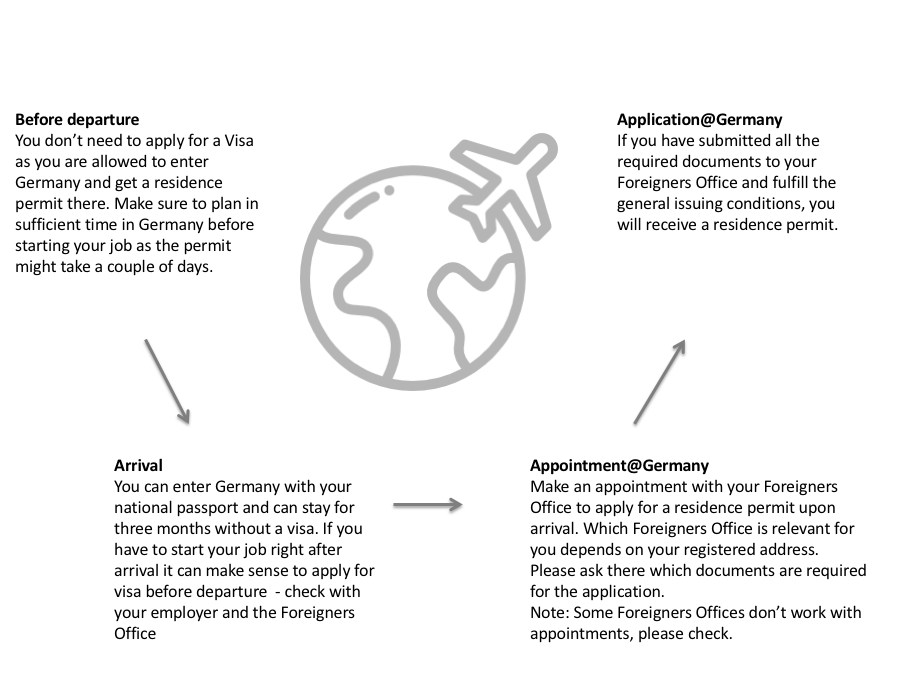 Before departure
You don’t need to apply for a Visa
as you are allowed to enter
Germany and get a residence
permit there. Make sure to plan in
sufficient time in Germany before
starting your job as the permit
might take a couple of days.
Arrival
You can enter Germany with your
national passport and can stay for
three months without a visa. If you
have to start your job right after
arrival it can make sense to apply for
visa before departure  - check with
your employer and the Foreigners
Office
Appointment@Germany
Make an appointment with your Foreigners
Office to apply for a residence permit upon
arrival. Which Foreigners Office is relevant for
you depends on your registered address.
Please ask there which documents are required
for the application.
Note: Some Foreigners Offices don’t work with
appointments, please check.
Application@Germany
If you have submitted all the
required documents to your
Foreigners Office and fulfill the
general issuing conditions, you
will receive a residence permit.